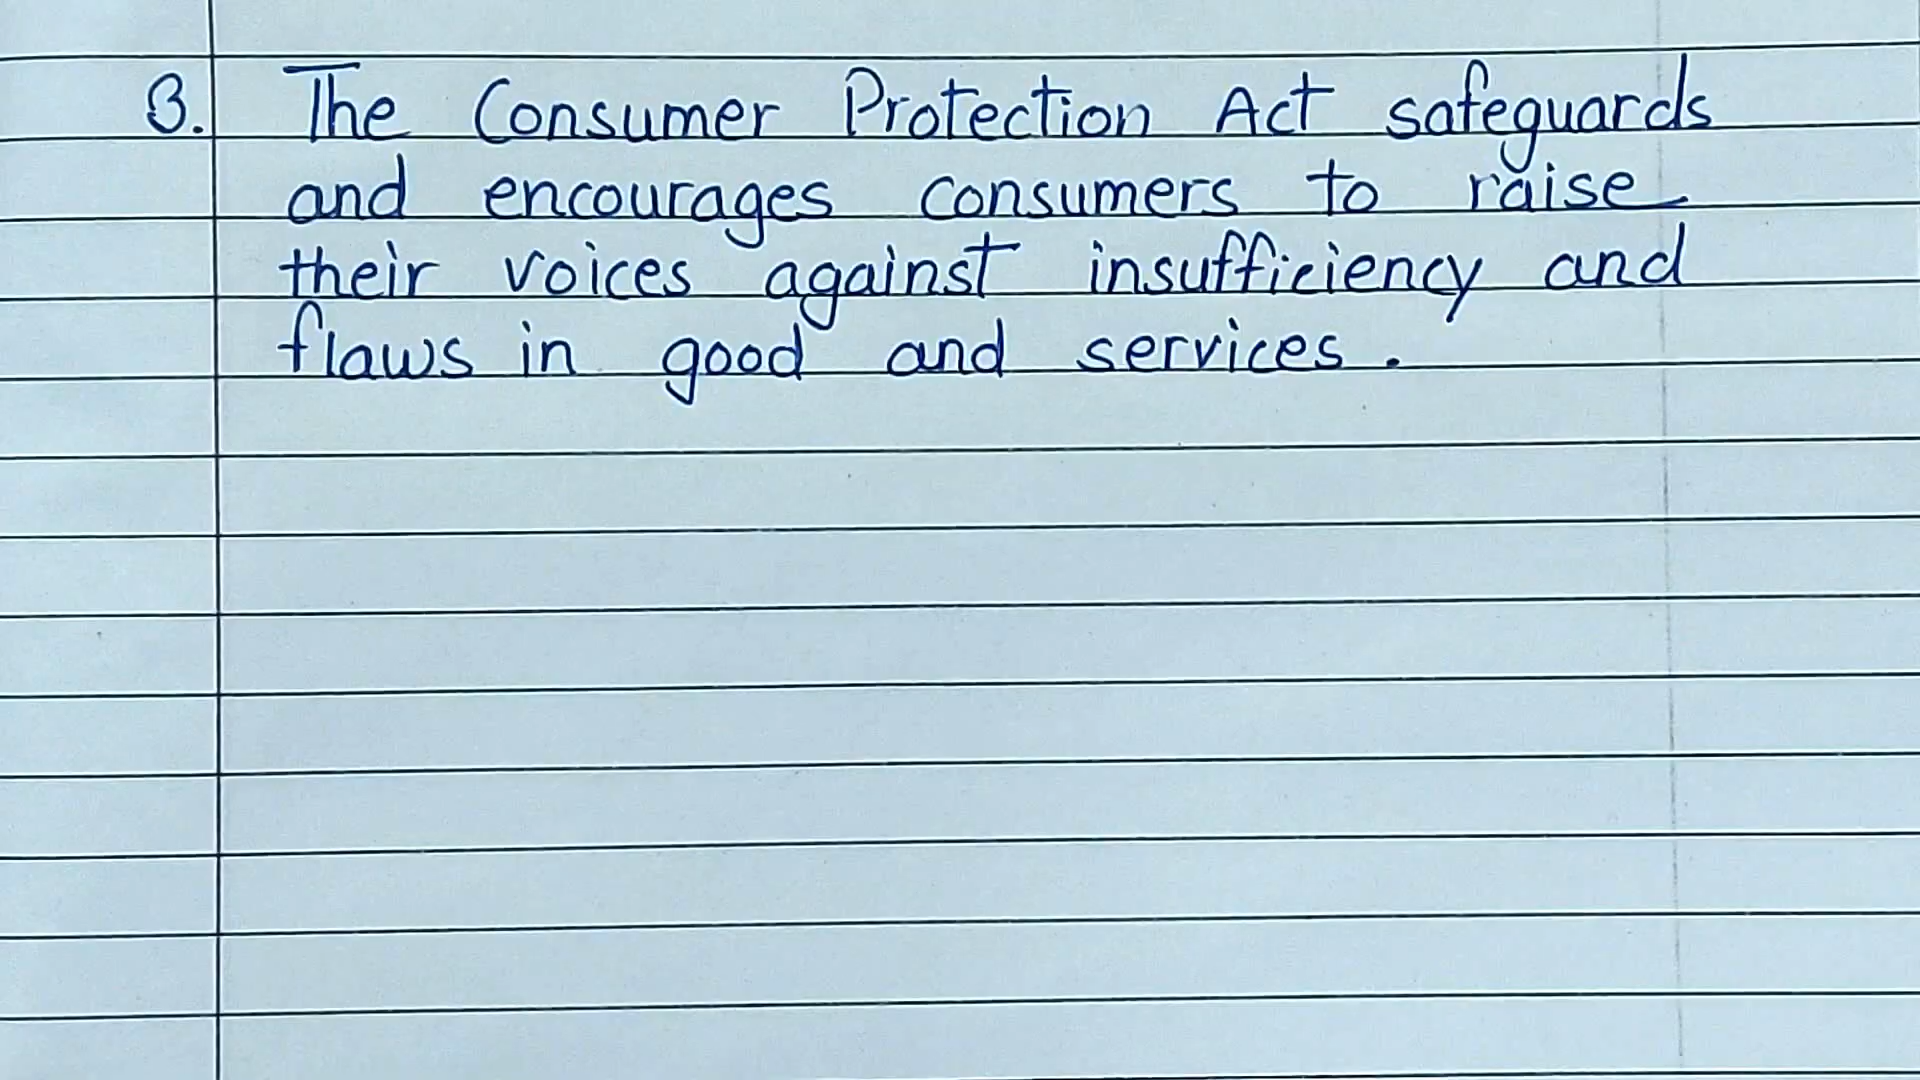 3. The Consumer Protection Act safeguards
and encourages consumers to raise
their voices against insufficiency and
flaws in good and services.